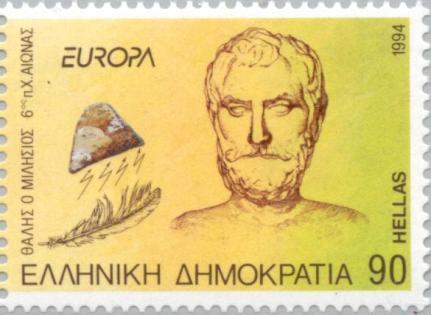 EUROPA
1994
ΘΑΛΗΣ Ο ΜΙΛΗΣΙΟΣ 6ος π.Χ. ΑΙΩΝΑΣ
HELLAS
ΕΛΛΗΝΙΚΗ ΔΗΜΟΚΡΑΤΙΑ 90